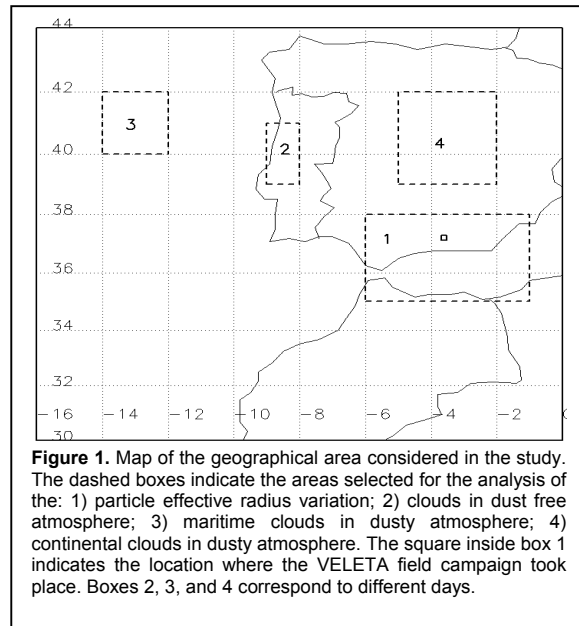 44
42
3
2
4
40
38
1
36
34
32
-16 -14 -12 -10 -8 -6 -4 -2 0
30
Figure 1. Map of the geographical area considered in the study.
The dashed boxes indicate the areas selected for the analysis of
the: 1) particle effective radius variation; 2) clouds in dust free
atmosphere; 3) maritime clouds in dusty atmosphere; 4)
continental clouds in dusty atmosphere. The square inside box 1
indicates the location where the VELETA field campaign took
place. Boxes 2, 3, and 4 correspond to different days.